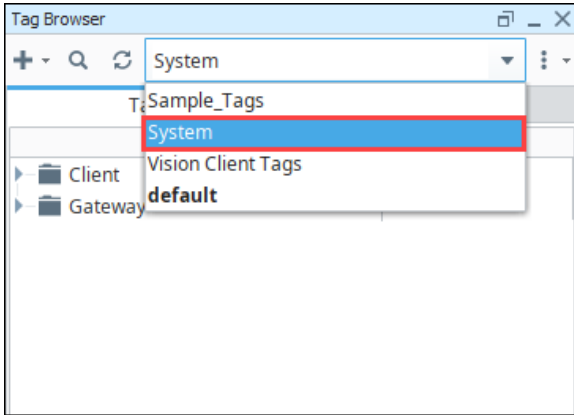 Tag Browser
System
Sample_Tags
System
Vision Client Tags
default
Client
Gateway